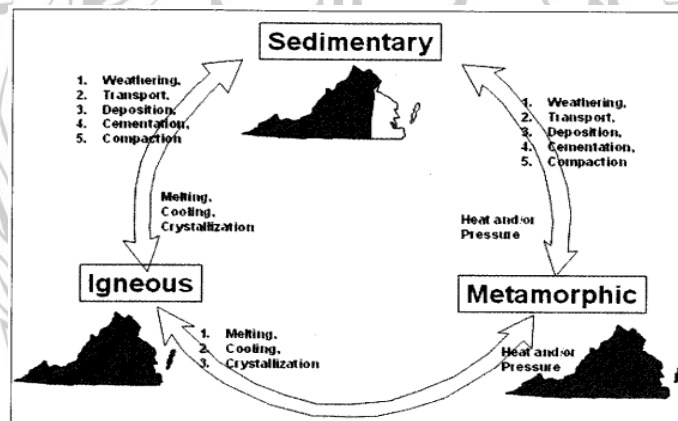 Sedimentary
1. Weathering,
2. Transport,
3. Deposition,
4. Cementation,
5. Compaction
1. Weathering,
2. Transport,
3. Deposition,
4. Cementation,
5. Compaction
Melting,
Cooling,
Crystallization
Heat and/or
Pressure
Igneous
Metamorphic
1. Melting,
2. Cooling,
3. Crystallization
Heat and/or
Pressure